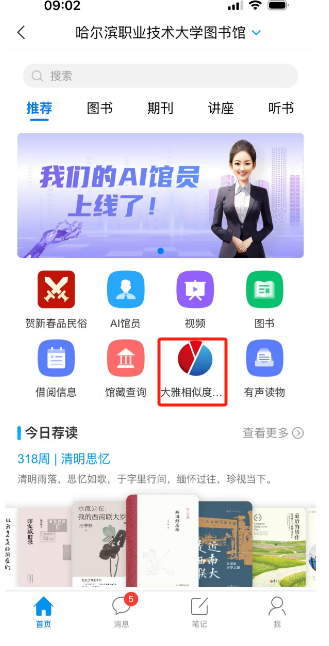 09:02
哈尔滨职业技术大学图书馆
搜索
推荐 图书 期刊 讲座 听书
我们的AI馆员
上线了！
贺新春品民俗 AI馆员 视频 图书
借阅信息 馆藏查询 大雅相似度... 有声读物
今日荐读 查看更多
318周 | 清明思忆
清明雨落，思忆如歌，于字里行间，缅怀过往，珍视当下。
首页 消息 5 笔记 我